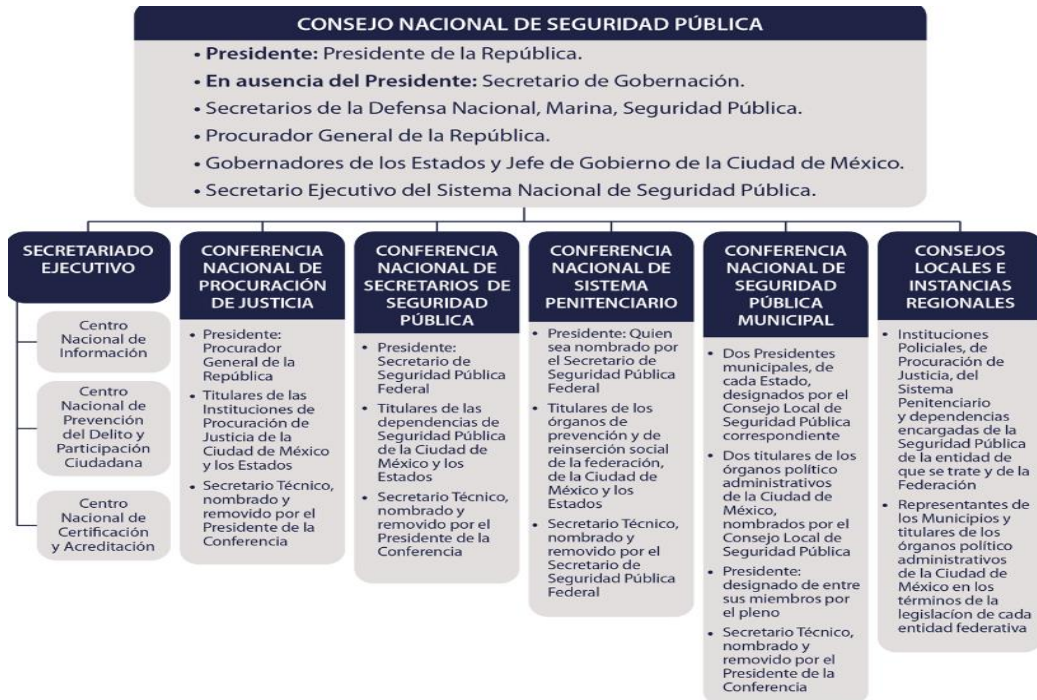 CONSEJO NACIONAL DE SEGURIDAD PÚBLICA
• Presidente: Presidente de la República.
• En ausencia del Presidente: Secretario de Gobernación.
• Secretarios de la Defensa Nacional, Marina, Seguridad Pública.
• Procurador General de la República.
• Gobernadores de los Estados y Jefe de Gobierno de la Ciudad de México.
• Secretario Ejecutivo del Sistema Nacional de Seguridad Pública.
SECRETARIADO
EJECUTIVO
Centro
Nacional de
Información
Centro
Nacional de
Prevención
del Delito y
Participación
Ciudadana
Centro
Nacional de
Certificación
y Acreditación
CONFERENCIA
NACIONAL DE
PROCURACIÓN
DE JUSTICIA
• Presidente:
Procurador
General de la
República
• Titulares de las
Instituciones de
Procuración de
Justicia de la
Ciudad de México
y los Estados
• Secretario Técnico,
nombrado y
removido por el
Presidente de la
Conferencia
CONFERENCIA
NACIONAL DE
SECRETARIOS DE
SEGURIDAD
PÚBLICA
• Presidente:
Secretario de
Seguridad Pública
Federal
• Titulares de las
dependencias de
Seguridad Pública
de la Ciudad de
México y los
Estados
• Secretario Técnico,
nombrado y
removido por el
Presidente de la
Conferencia
CONFERENCIA
NACIONAL DE
SISTEMA
PENITENCIARIO
• Presidente: Quien
sea nombrado por
el Secretario de
Seguridad Pública
Federal
• Titulares de los
órganos de
prevención y de
reinserción social
de la federación,
de la Ciudad de
México y los
Estados
• Secretario Técnico,
nombrado y
removido por el
Secretario de
Seguridad Pública
Federal
CONFERENCIA
NACIONAL DE
SEGURIDAD
PÚBLICA
MUNICIPAL
• Dos Presidentes
municipales, de
cada Estado,
designados por el
Consejo Local de
Seguridad Pública
correspondiente
• Dos titulares de los
órganos político
administrativos
de la Ciudad de
México,
nombrados por el
Consejo Local de
Seguridad Pública
• Presidente:
designado de entre
sus miembros por
el pleno
• Secretario Técnico,
nombrado y
removido por el
Presidente de la
Conferencia
CONSEJOS
LOCALES E
INSTANCIAS
REGIONALES
• Instituciones
Policiales, de
Procuración de
Justicia, del
Sistema
Penitenciario
y dependencias
encargadas de la
Seguridad Pública
de la entidad de
que se trate y de la
Federación
• Representantes de
los Municipios y
titulares de los
órganos político
administrativos
de la Ciudad de
México en los
términos de la
legislacíon de cada
entidad federativa